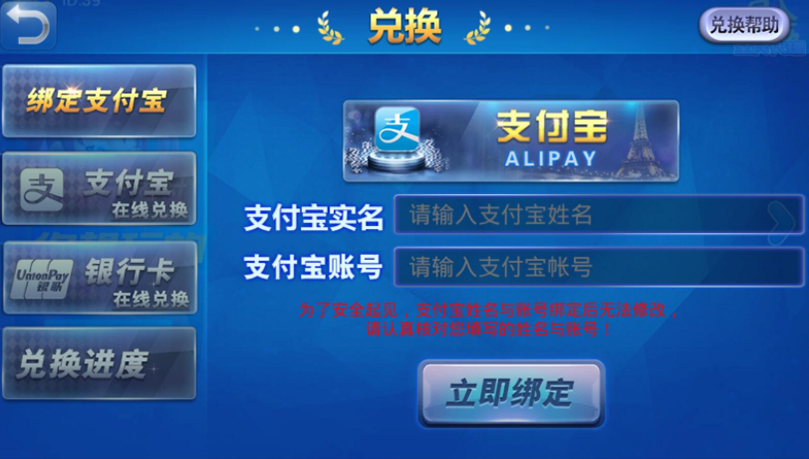 ID:39
兑换
兑换帮助
绑定支付宝
支付宝
在线兑换
UnionPay
银联
银行卡
在线兑换
兑换进度
支付宝
ALIPAY
支付宝实名
请输入支付宝姓名
支付宝账号
请输入支付宝帐号
为了安全起见，支付宝姓名与账号绑定后无法修改，
请认真核对您填写的姓名与账号！
立即绑定